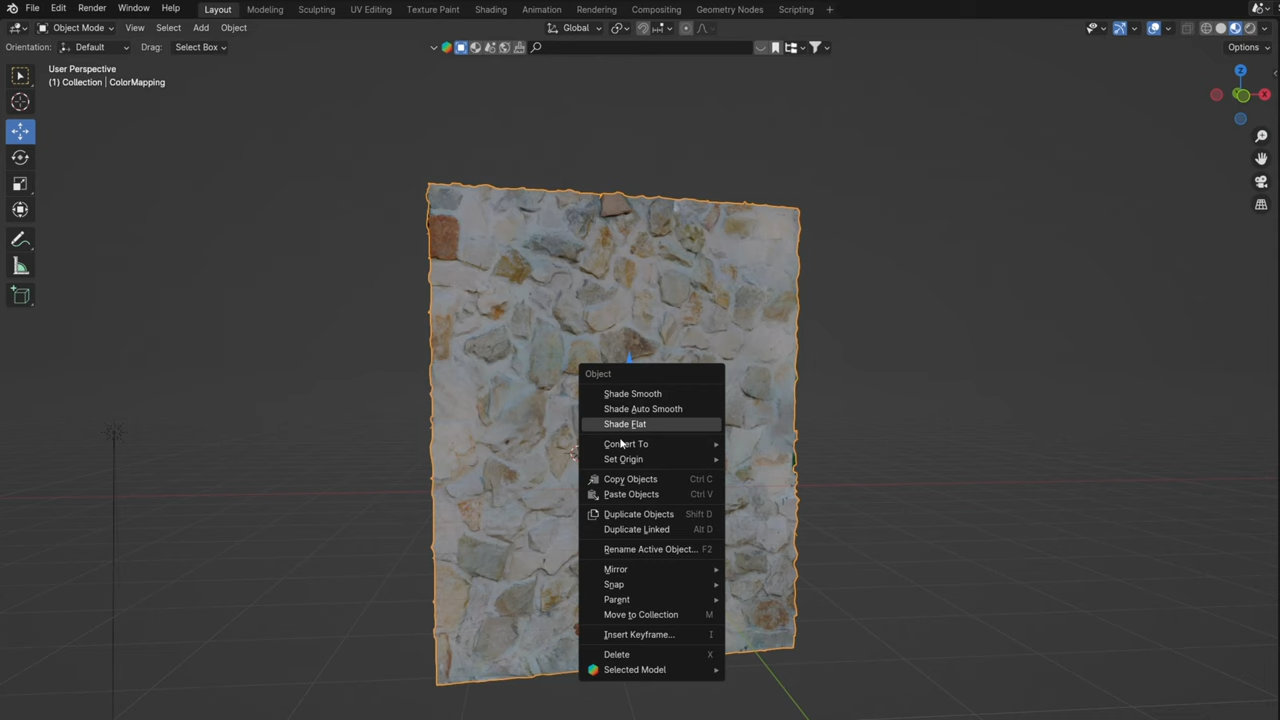 File Edit Render Window Help Layout Modeling Sculpting UV Editing Texture Paint Shading Animation Rendering Compositing Geometry Nodes Scripting +
Object Mode View Select Add Object Global
Orientation: Default Drag: Select Box Options
User Perspective
(1) Collection | ColorMapping
Z
X
Object
Shade Smooth
Shade Auto Smooth
Shade Flat
Convert To
Set Origin
Copy Objects Ctrl C
Paste Objects Ctrl V
Duplicate Objects Shift D
Duplicate Linked Alt D
Rename Active Object... F2
Mirror
Snap
Parent
Move to Collection M
Insert Keyframe... I
Delete X
Selected Model